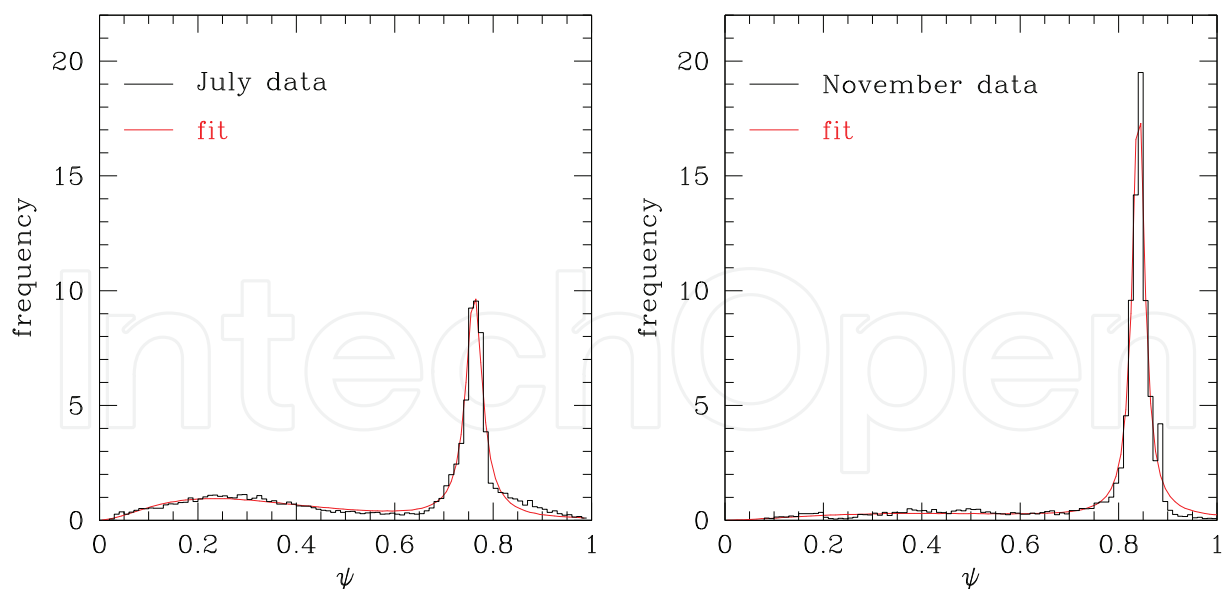 20
15
10
5
0
frequency
July data
fit
0 0.2 0.4 0.6 0.8 1
ψ
20
15
10
5
0
frequency
November data
fit
0 0.2 0.4 0.6 0.8 1
ψ
IntechOpen